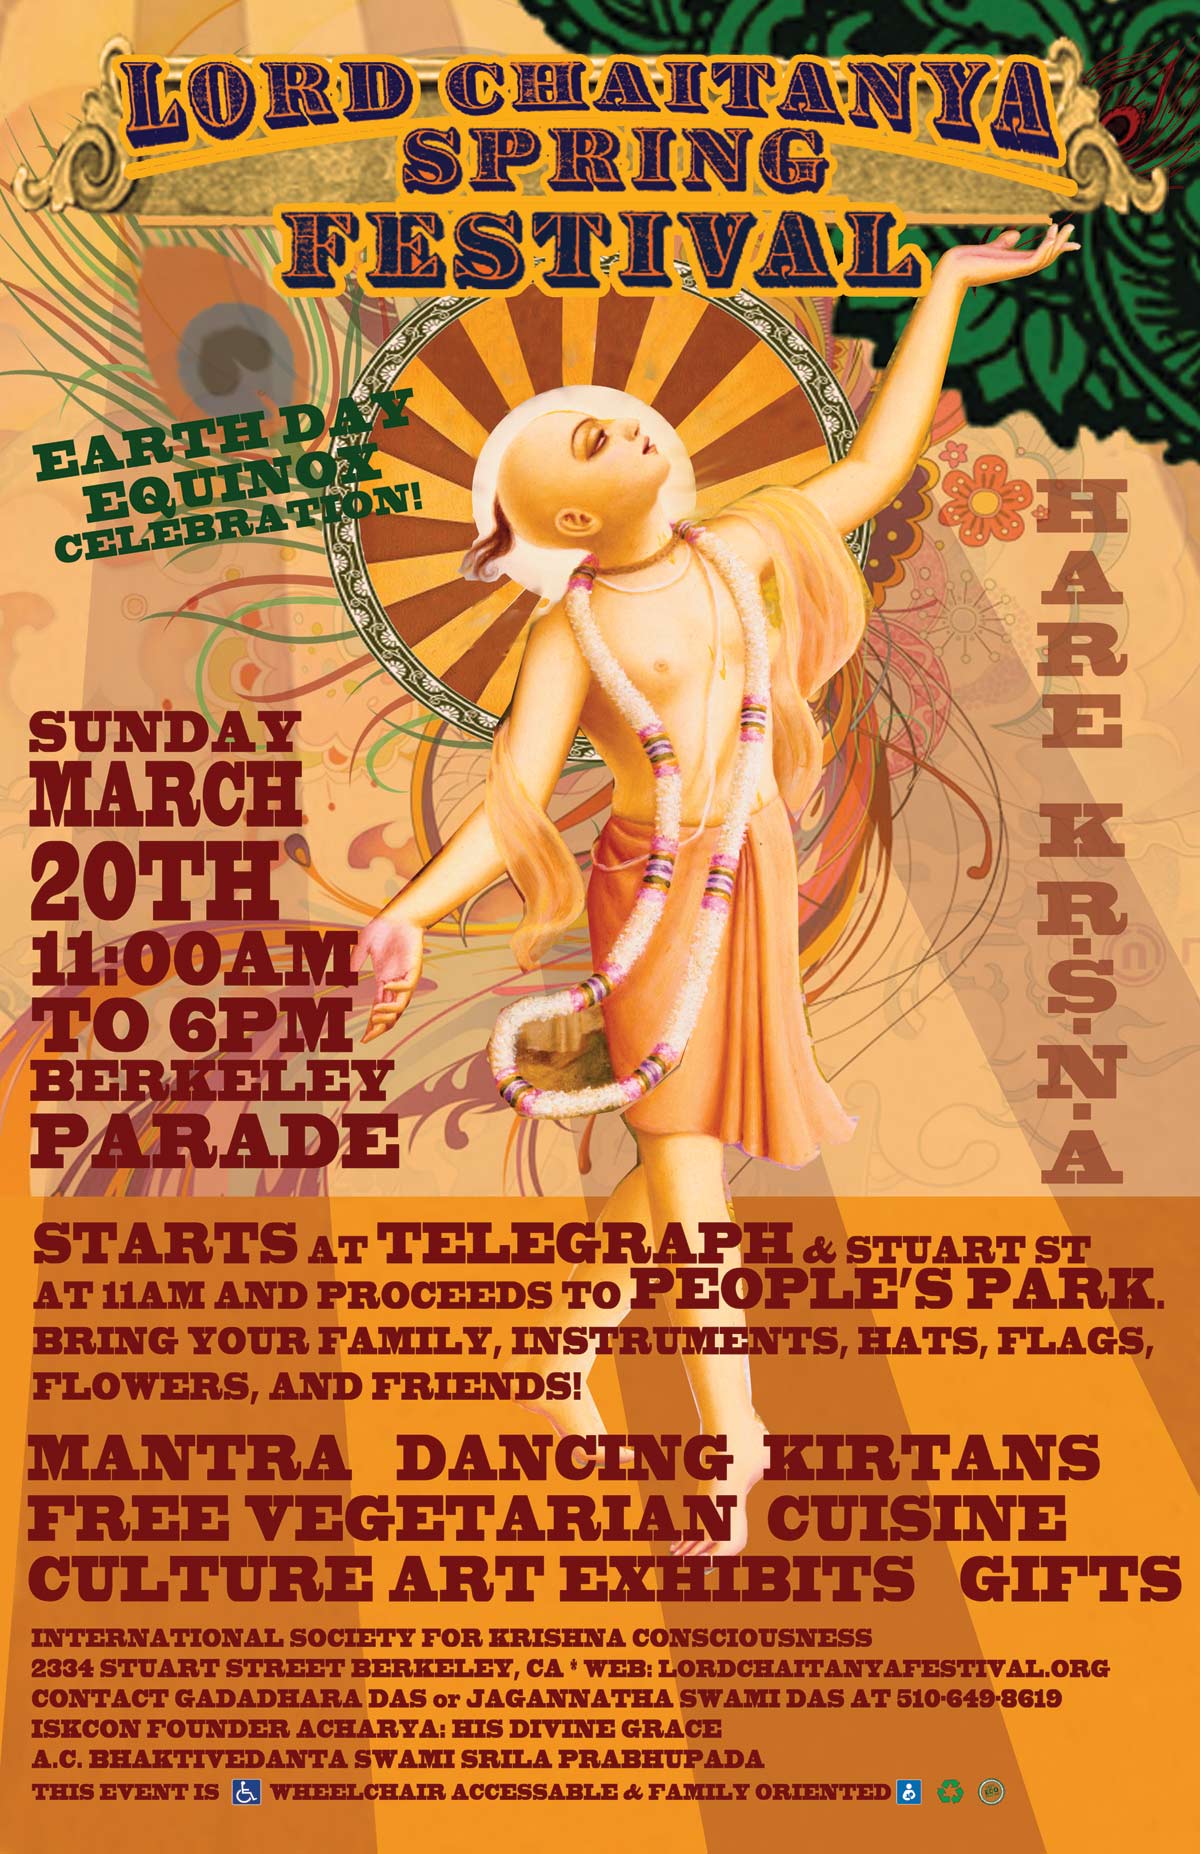 LORD CHAITANYA
SPRING
FESTIVAL
EARTH DAY
EQUINOX
CELEBRATION!
HARE KR.S.N.A
SUNDAY
MARCH
20TH
11:00AM
TO 6PM
BERKELEY
PARADE
STARTS AT TELEGRAPH & STUART ST
AT 11AM AND PROCEEDS TO PEOPLE'S PARK.
BRING YOUR FAMILY, INSTRUMENTS, HATS, FLAGS,
FLOWERS, AND FRIENDS!
MANTRA DANCING KIRTANS
FREE VEGETARIAN CUISINE
CULTURE ART EXHIBITS GIFTS
INTERNATIONAL SOCIETY FOR KRISHNA CONSCIOUSNESS
2334 STUART STREET BERKELEY, CA * WEB: LORDCHAITANYAFESTIVAL.ORG
CONTACT GADADHARA DAS or JAGANNATHA SWAMI DAS AT 510-649-8619
ISKCON FOUNDER ACHARYA: HIS DIVINE GRACE
A.C. BHAKTIVEDANTA SWAMI SRILA PRABHUPADA
THIS EVENT IS WHEELCHAIR ACCESSABLE & FAMILY ORIENTED